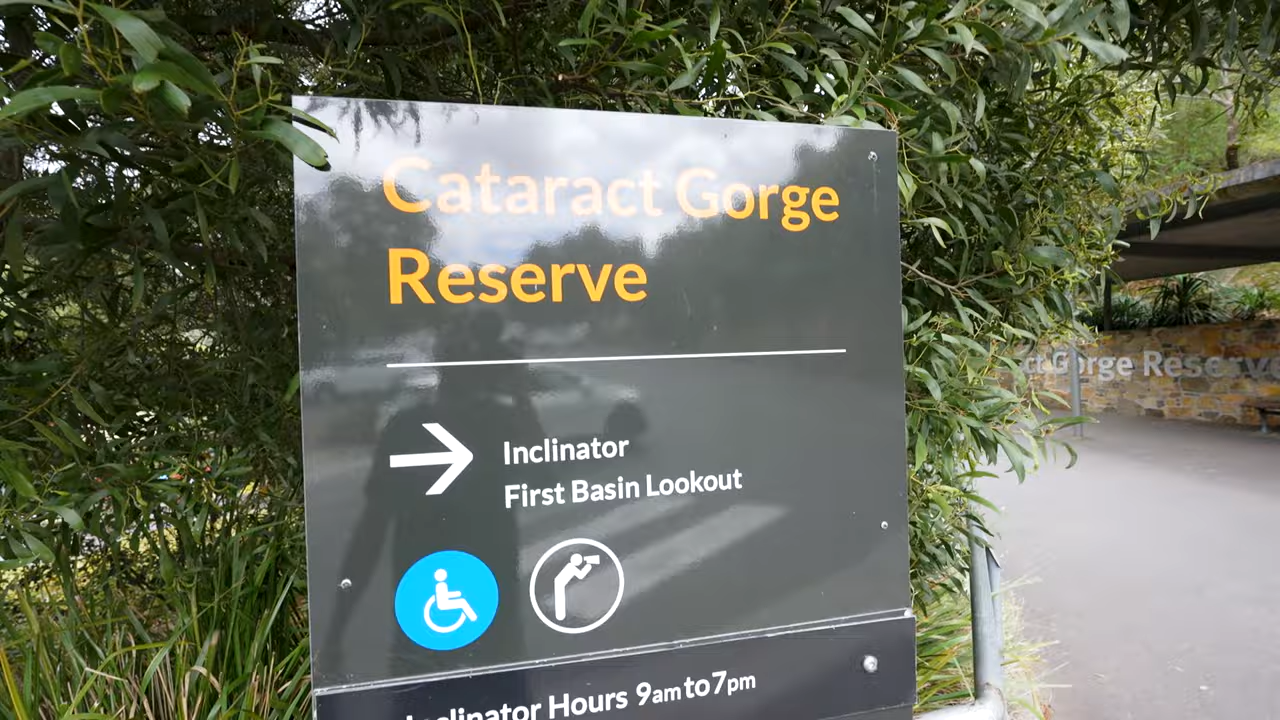 Cataract Gorge
Reserve
Inclinator
First Basin Lookout
Inclinator Hours 9am to 7pm
Gorge Reserve